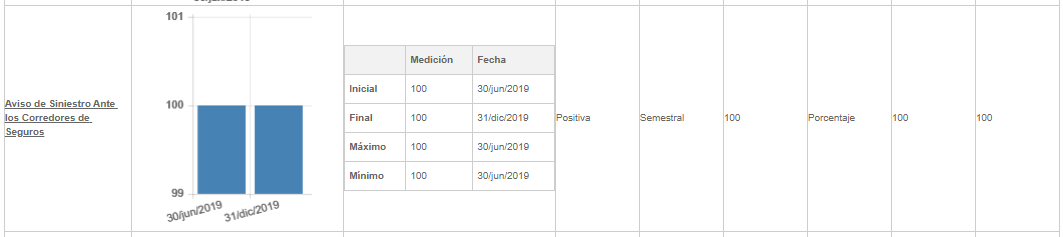 101
100
99
30/jun/2019
31/dic/2019
Aviso de Siniestro Ante
los Corredores de
Seguros
Medición Fecha
Inicial 100 30/jun/2019
Final 100 31/dic/2019
Máximo 100 30/jun/2019
Mínimo 100 30/jun/2019
Positiva Semestral 100 Porcentaje 100 100